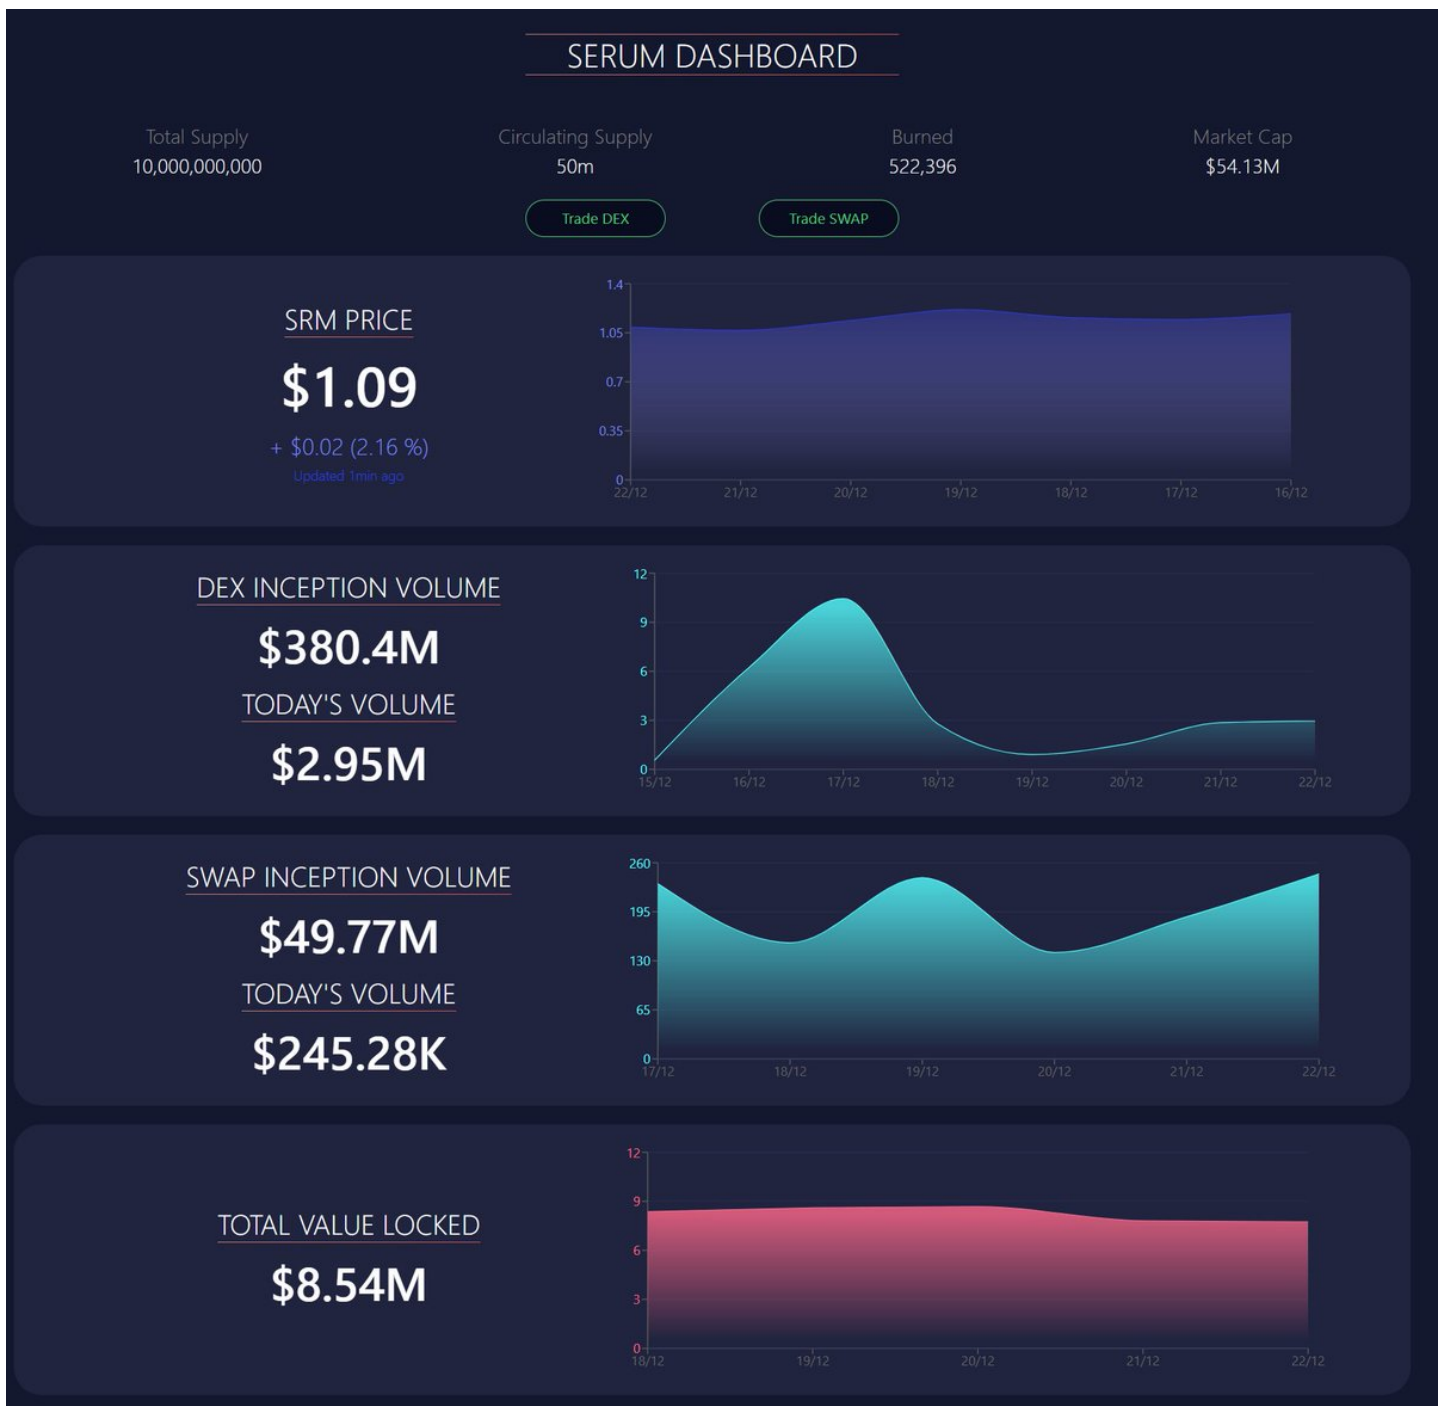 SERUM DASHBOARD
Total Supply
10,000,000,000
Circulating Supply
50m
Burned
522,396
Market Cap
$54.13M
Trade DEX
Trade SWAP
SRM PRICE
$1.09
+ $0.02 (2.16 %)
Updated 1min ago
1.4
1.05
0.7
0.35
0
22/12 21/12 20/12 19/12 18/12 17/12 16/12
DEX INCEPTION VOLUME
$380.4M
TODAY'S VOLUME
$2.95M
12
9
6
3
0
15/12 16/12 17/12 18/12 19/12 20/12 21/12 22/12
SWAP INCEPTION VOLUME
$49.77M
TODAY'S VOLUME
$245.28K
260
195
130
65
0
17/12 18/12 19/12 20/12 21/12 22/12
TOTAL VALUE LOCKED
$8.54M
12
9
6
3
0
18/12 19/12 20/12 21/12 22/12